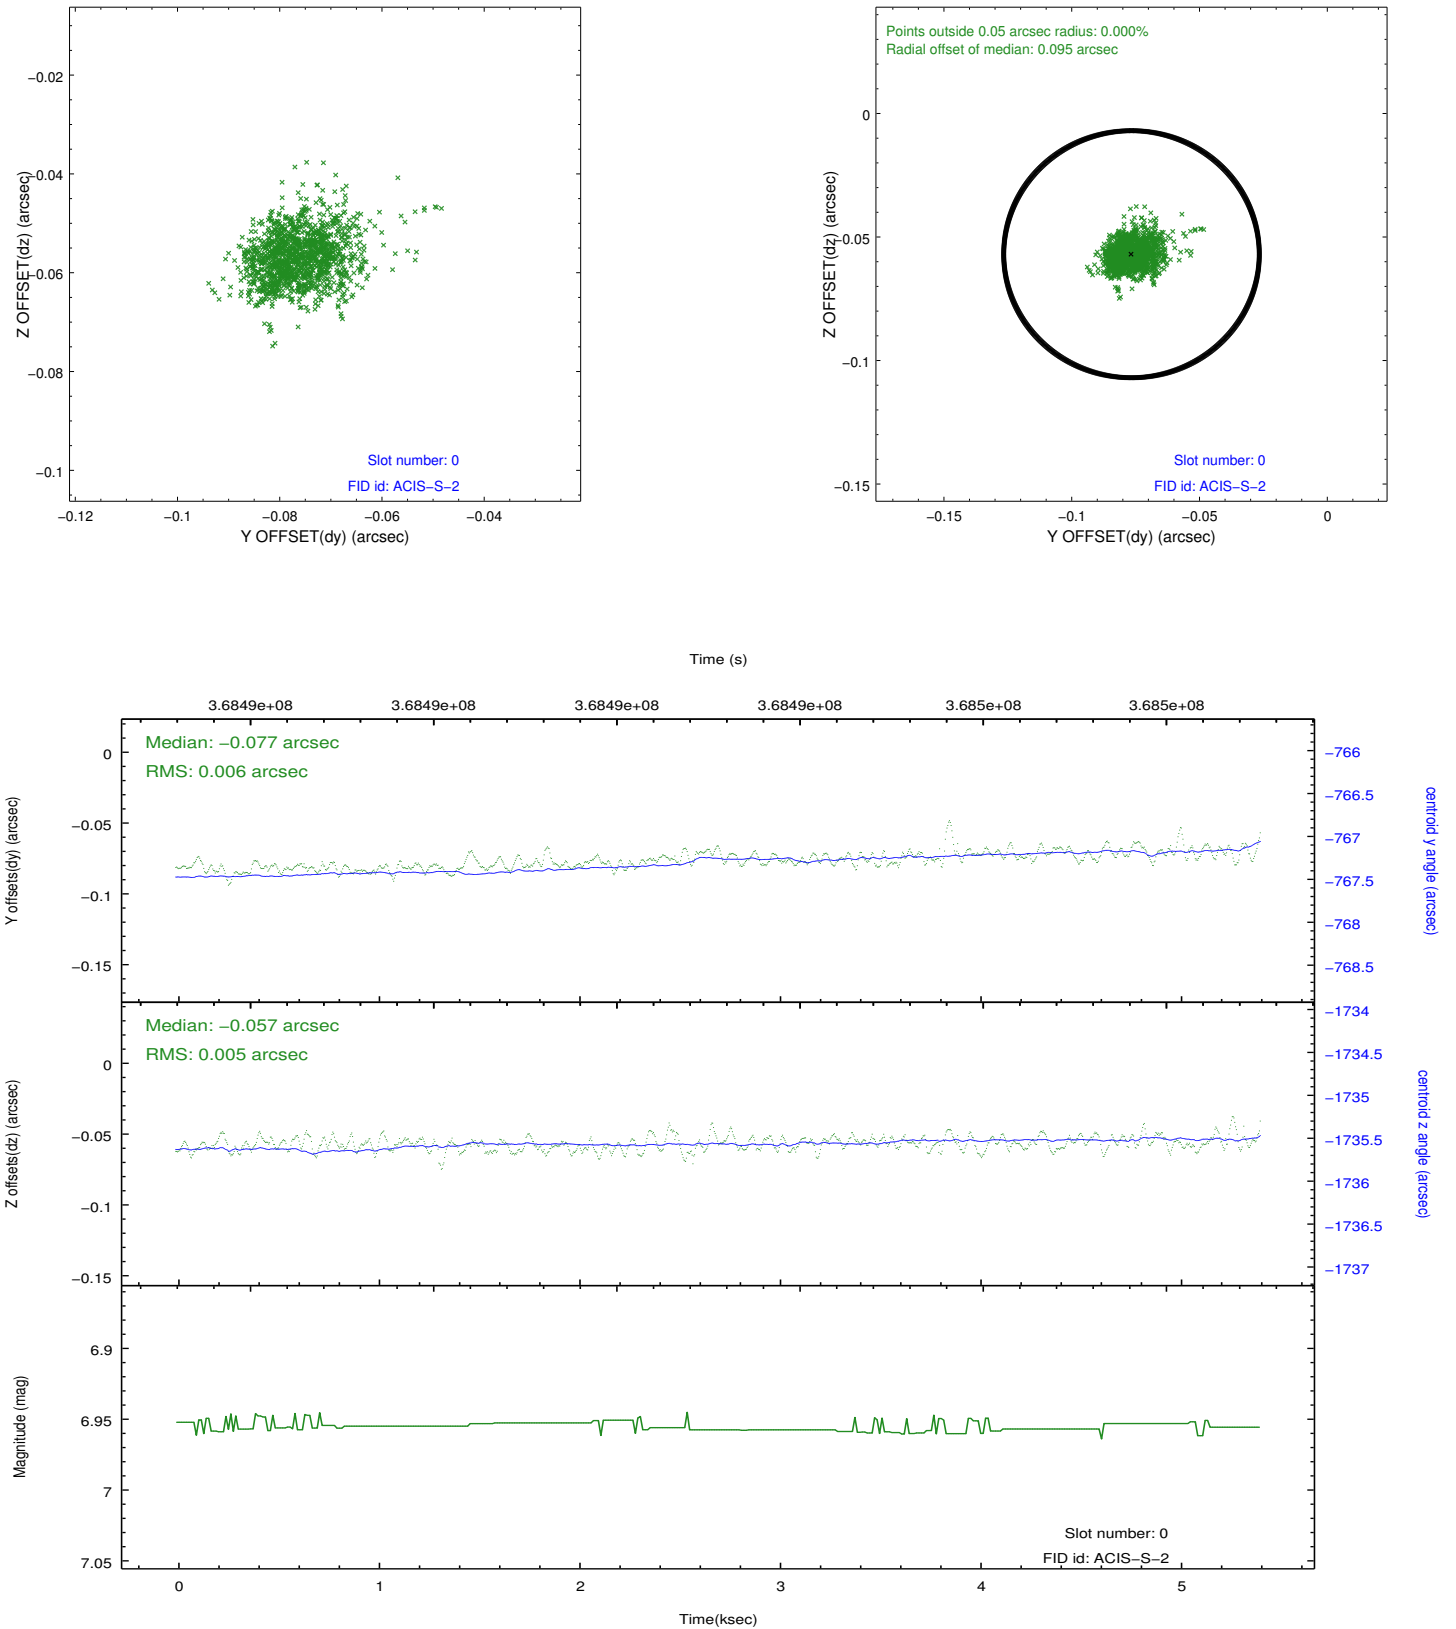 −0.02
−0.04
−0.06
−0.08
−0.1
Z OFFSET(dz) (arcsec)
Slot number: 0
FID id: ACIS−S−2
−0.12 −0.1 −0.08 −0.06 −0.04
Y OFFSET(dy) (arcsec)
Points outside 0.05 arcsec radius: 0.000%
Radial offset of median: 0.095 arcsec
0
−0.05
−0.1
−0.15
Z OFFSET(dz) (arcsec)
Slot number: 0
FID id: ACIS−S−2
−0.15 −0.1 −0.05 0
Y OFFSET(dy) (arcsec)
Time (s)
3.6849e+08 3.6849e+08 3.6849e+08 3.6849e+08 3.685e+08 3.685e+08
Median: −0.077 arcsec
RMS: 0.006 arcsec
0
−0.05
−0.1
−0.15
Y offsets(dy) (arcsec)
−766
−766.5
−767
−767.5
−768
−768.5
centroid y angle (arcsec)
Median: −0.057 arcsec
RMS: 0.005 arcsec
0
−0.05
−0.1
−0.15
Z offsets(dz) (arcsec)
−1734
−1734.5
−1735
−1735.5
−1736
−1736.5
−1737
centroid z angle (arcsec)
6.9
6.95
7
7.05
Magnitude (mag)
Slot number: 0
FID id: ACIS−S−2
0 1 2 3 4 5
Time(ksec)